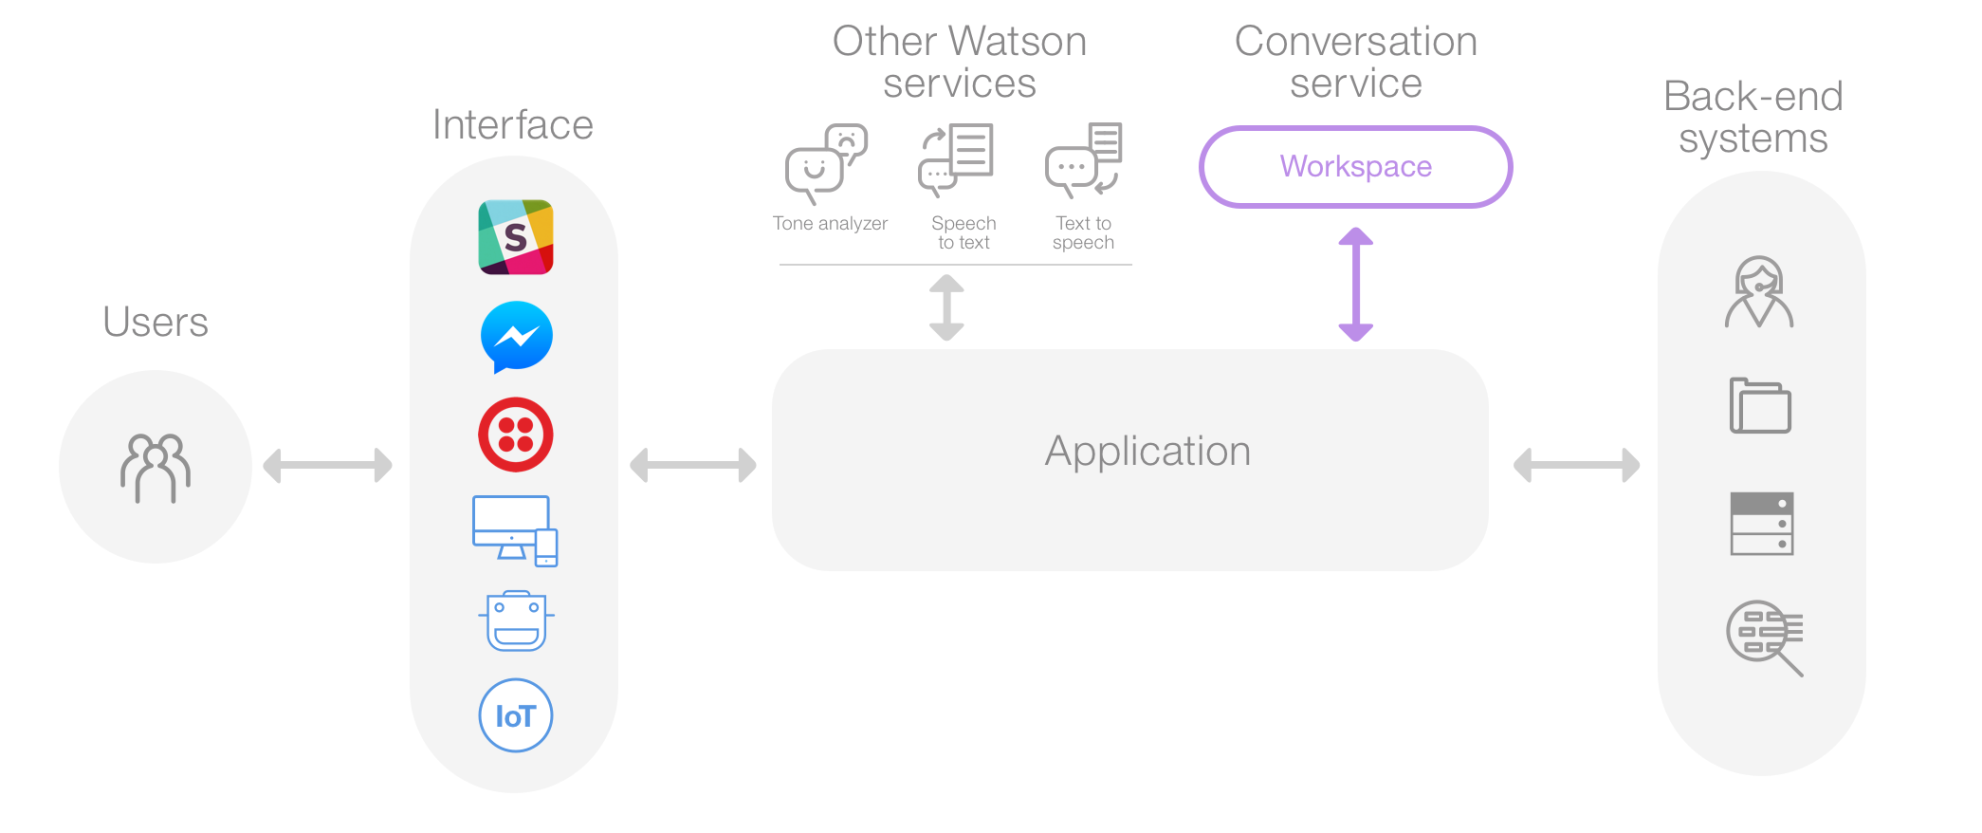 Other Watson
services
Conversation
service
Back-end
systems
Interface
Workspace
Tone analyzer
Speech
to text
Text to
speech
S
Users
Application
IoT